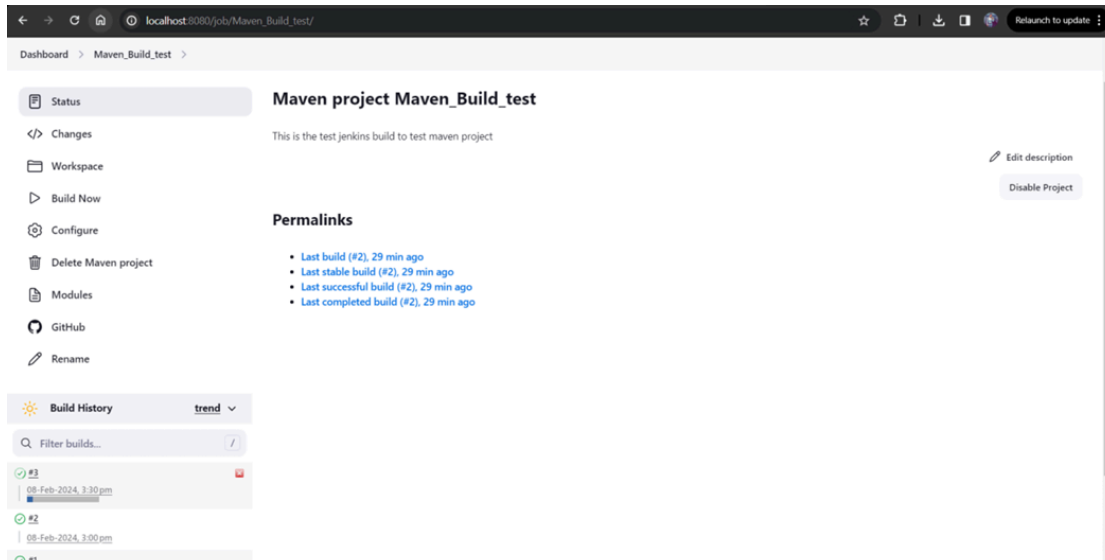 localhost:8080/job/Maven_Build_test/
Relaunch to update
Dashboard > Maven_Build_test >
Status
</> Changes
Workspace
Build Now
Configure
Delete Maven project
Modules
GitHub
Rename
Build History trend
Filter builds... /
#3
08-Feb-2024, 3:30 pm
#2
08-Feb-2024, 3:00 pm
#1
Maven project Maven_Build_test
This is the test jenkins build to test maven project
Edit description
Disable Project
Permalinks
• Last build (#2), 29 min ago
• Last stable build (#2), 29 min ago
• Last successful build (#2), 29 min ago
• Last completed build (#2), 29 min ago